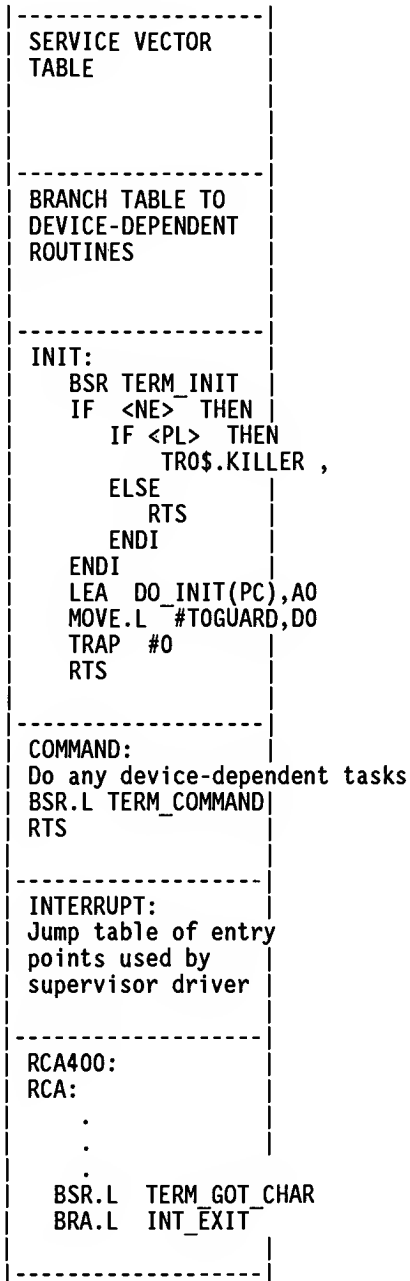 SERVICE VECTOR
TABLE
BRANCH TABLE TO
DEVICE-DEPENDENT
ROUTINES
INIT:
BSR TERM_INIT
IF <NE> THEN
IF <PL> THEN
TR0$.KILLER ,
ELSE
RTS
ENDI
ENDI
LEA DO_INIT(PC),A0
MOVE.L #TOGUARD,D0
TRAP #0
RTS
COMMAND:
Do any device-dependent tasks
BSR.L TERM_COMMAND
RTS
INTERRUPT:
Jump table of entry
points used by
supervisor driver
RCA400:
RCA:
.
.
.
BSR.L TERM_GOT_CHAR
BRA.L INT_EXIT